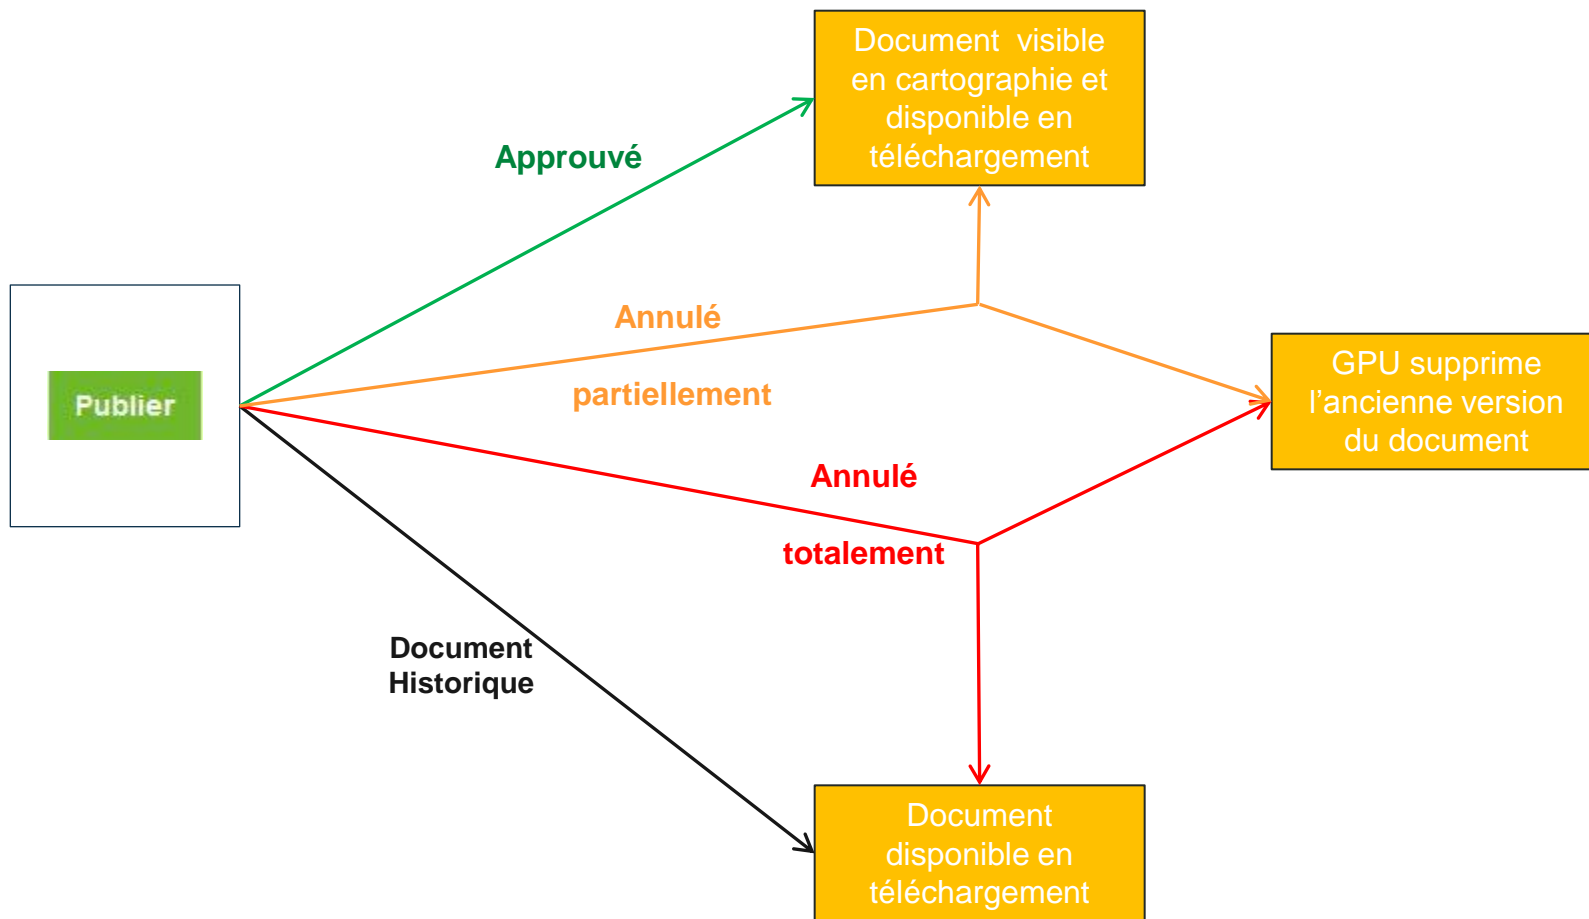 Document visible
en cartographie et
disponible en
téléchargement
Approuvé
Annulé
partiellement
Publier
GPU supprime
l’ancienne version
du document
Annulé
totalement
Document
Historique
Document
disponible en
téléchargement